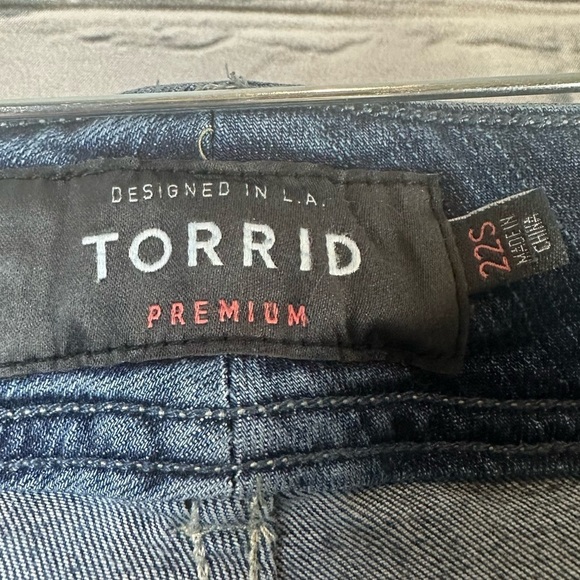 DESIGNED IN L.A.
TORRID
PREMIUM
22S
MADE IN
CHINA